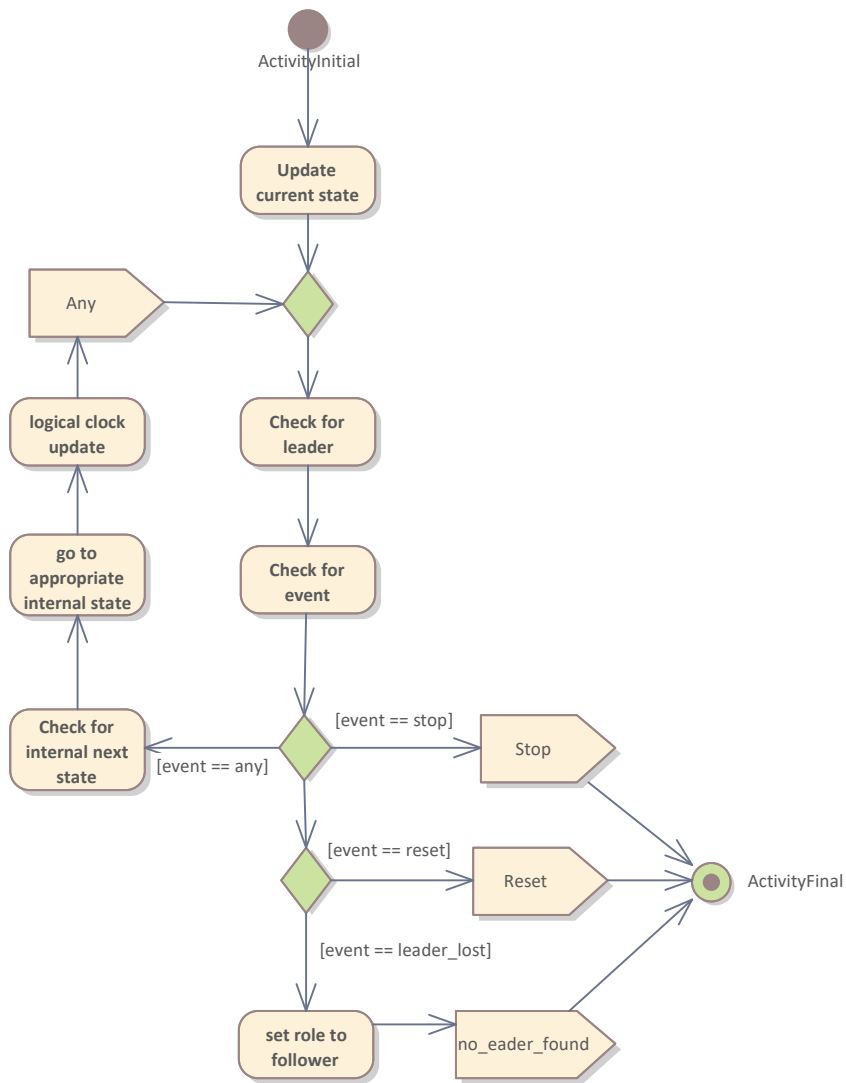 ActivityInitial
Update
current state
Any
logical clock
update
Check for
leader
go to
appropriate
internal state
Check for
event
Check for
internal next
state
[event == stop]
[event == any]
Stop
[event == reset]
Reset
ActivityFinal
[event == leader_lost]
set role to
follower
no_eader_found